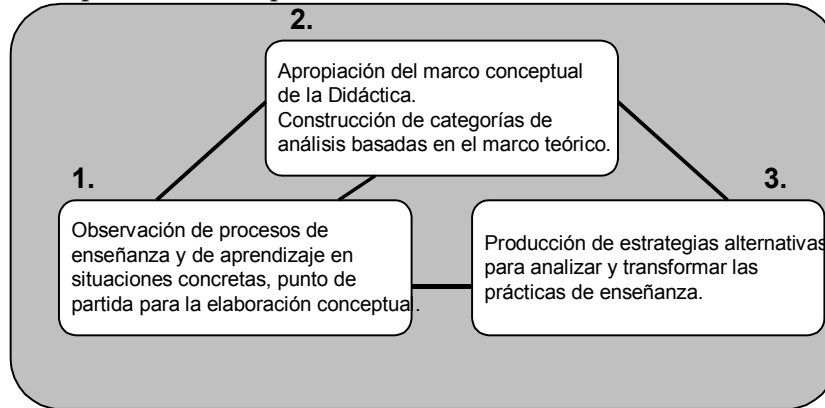 2.
Apropiación del marco conceptual
de la Didáctica.
Construcción de categorías de
análisis basadas en el marco teórico.
1.
Observación de procesos de
enseñanza y de aprendizaje en
situaciones concretas, punto de
partida para la elaboración conceptual.
3.
Producción de estrategias alternativas
para analizar y transformar las
prácticas de enseñanza.